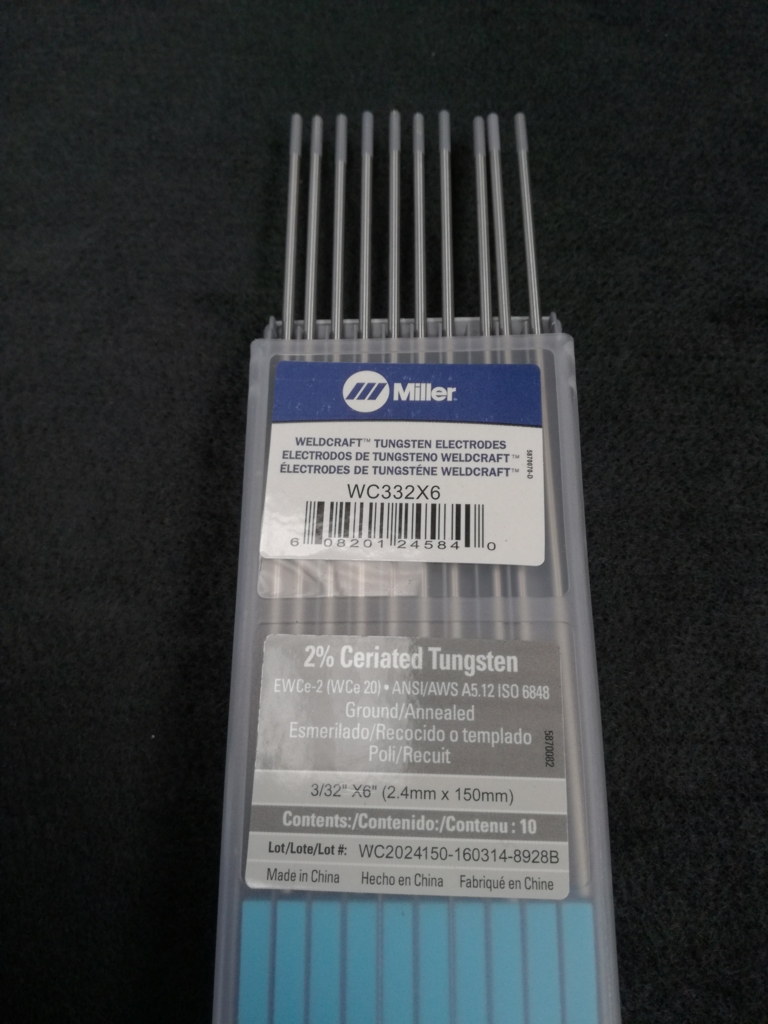 Miller
WELDCRAFT™ TUNGSTEN ELECTRODES
ELECTRODOS DE TUNGSTENO WELDCRAFT™
ÉLECTRODES DE TUNGSTÉNE WELDCRAFT™
5870079-D
WC332X6
6 08201 24584 0
2% Ceriated Tungsten
EWCe-2 (WCe 20) • ANSI/AWS A5.12 ISO 6848
Ground/Annealed
Esmerilado/Recocido o templado
Poli/Recuit
5870082
3/32" X6" (2.4mm x 150mm)
Contents:/Contenido:/Contenu : 10
Lot/Lote/Lot #: WC2024150-160314-8928B
Made in China Hecho en China Fabriqué en Chine